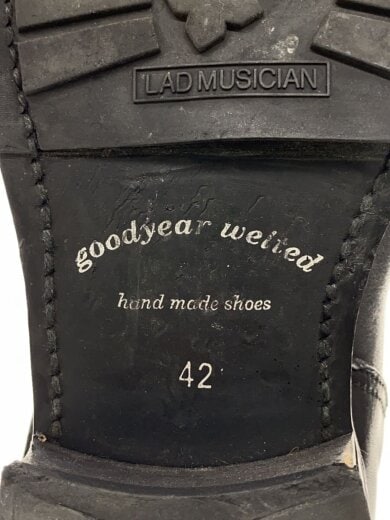 LAD MUSICIAN
goodyear welted
hand made shoes
42